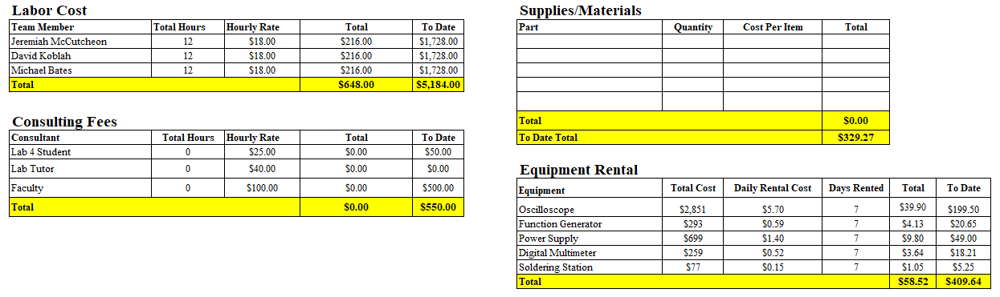 Labor Cost
Team Member Total Hours Hourly Rate Total To Date
Jeremiah McCutcheon 12 $18.00 $216.00 $1,728.00
David Koblah 12 $18.00 $216.00 $1,728.00
Michael Bates 12 $18.00 $216.00 $1,728.00
Total $648.00 $5,184.00
Consulting Fees
Consultant Total Hours Hourly Rate Total To Date
Lab 4 Student 0 $25.00 $0.00 $50.00
Lab Tutor 0 $40.00 $0.00 $0.00
Faculty 0 $100.00 $0.00 $500.00
Total $0.00 $550.00
Supplies/Materials
Part Quantity Cost Per Item Total
Total $0.00
To Date Total $329.27
Equipment Rental
Equipment Total Cost Daily Rental Cost Days Rented Total To Date
Oscilloscope $2,851 $5.70 7 $39.90 $199.50
Function Generator $293 $0.59 7 $4.13 $20.65
Power Supply $699 $1.40 7 $9.80 $49.00
Digital Multimeter $259 $0.52 7 $3.64 $18.21
Soldering Station $77 $0.15 7 $1.05 $5.25
Total $58.52 $409.64